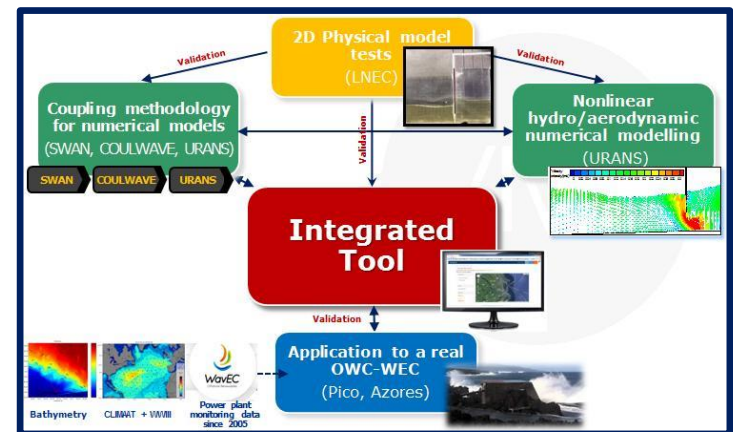 2D Physical model
tests
(LNEC)
Validation
Validation
Coupling methodology
for numerical models
(SWAN, COULWAVE, URANS)
Nonlinear
hydro/aerodynamic
numerical modelling
(URANS)
Validation
SWAN COULWAVE URANS
Integrated
Tool
Validation
Application to a real
OWC-WEC
(Pico, Azores)
WavEC
Bathymetry
CLIMAAT + WWIII
Power plant
monitoring data
since 2005